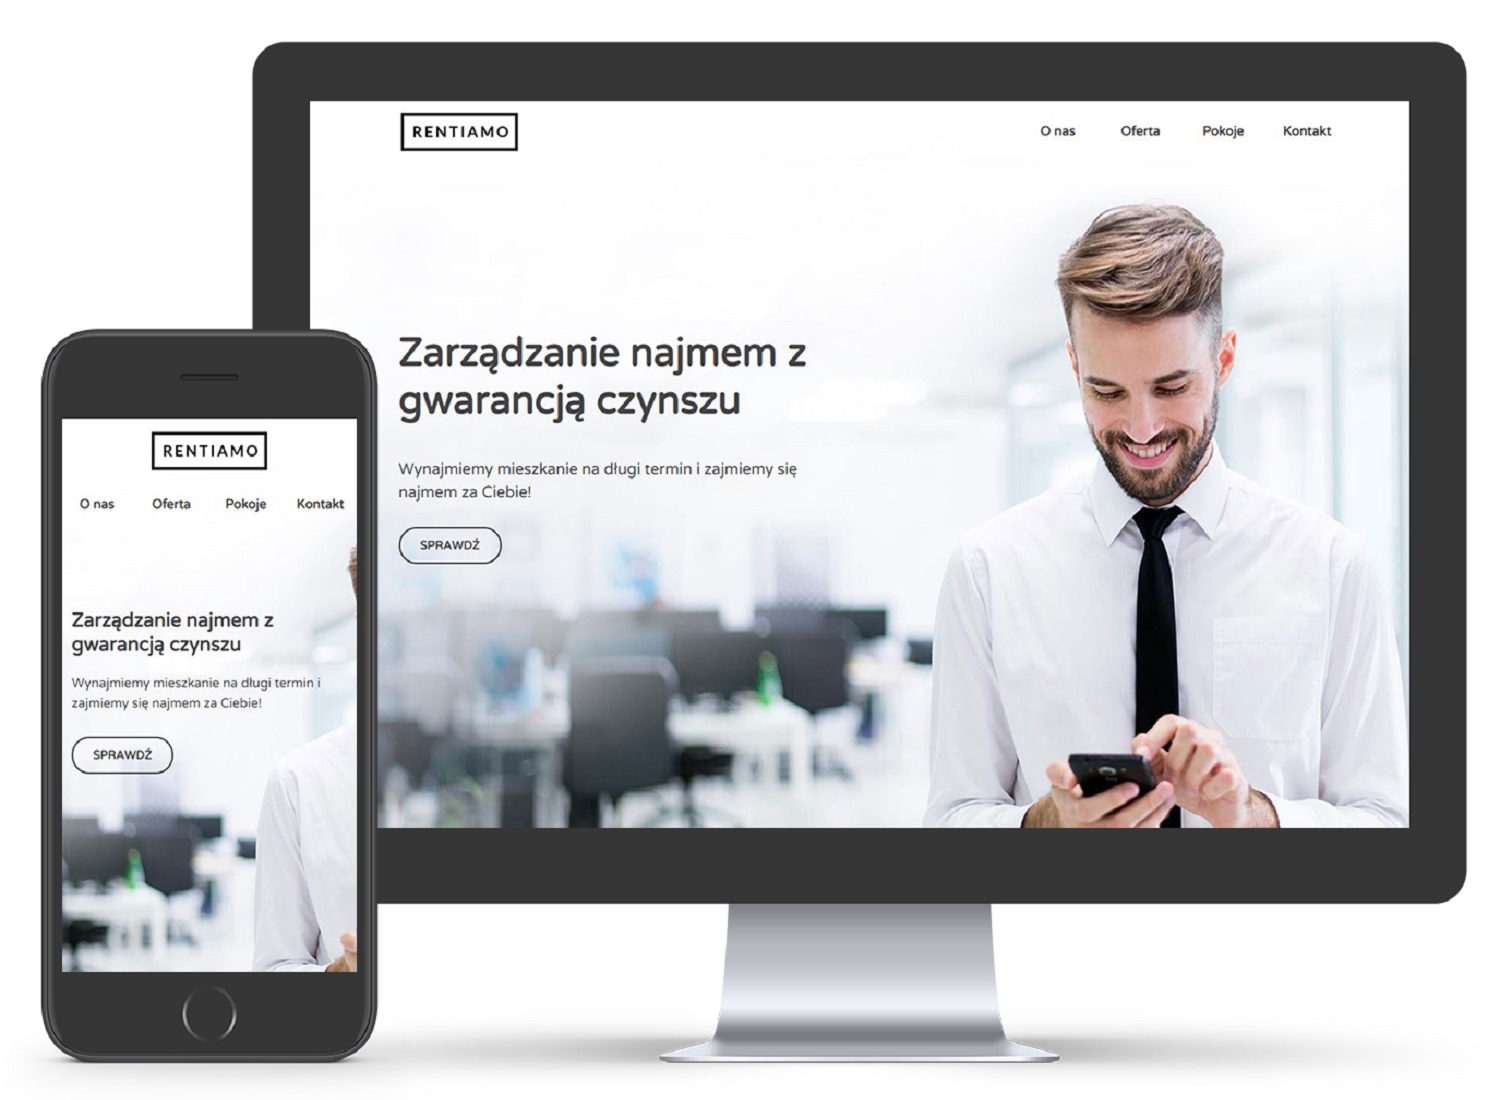 RENTIAMO
O nas Oferta Pokoje Kontakt
Zarządzanie najmem z
gwarancją czynszu
Wynajmiemy mieszkanie na długi termin i zajmiemy się
najmem za Ciebie!
SPRAWDŹ
RENTIAMO
O nas Oferta Pokoje Kontakt
Zarządzanie najmem z
gwarancją czynszu
Wynajmiemy mieszkanie na długi termin i
zajmiemy się najmem za Ciebie!
SPRAWDŹ